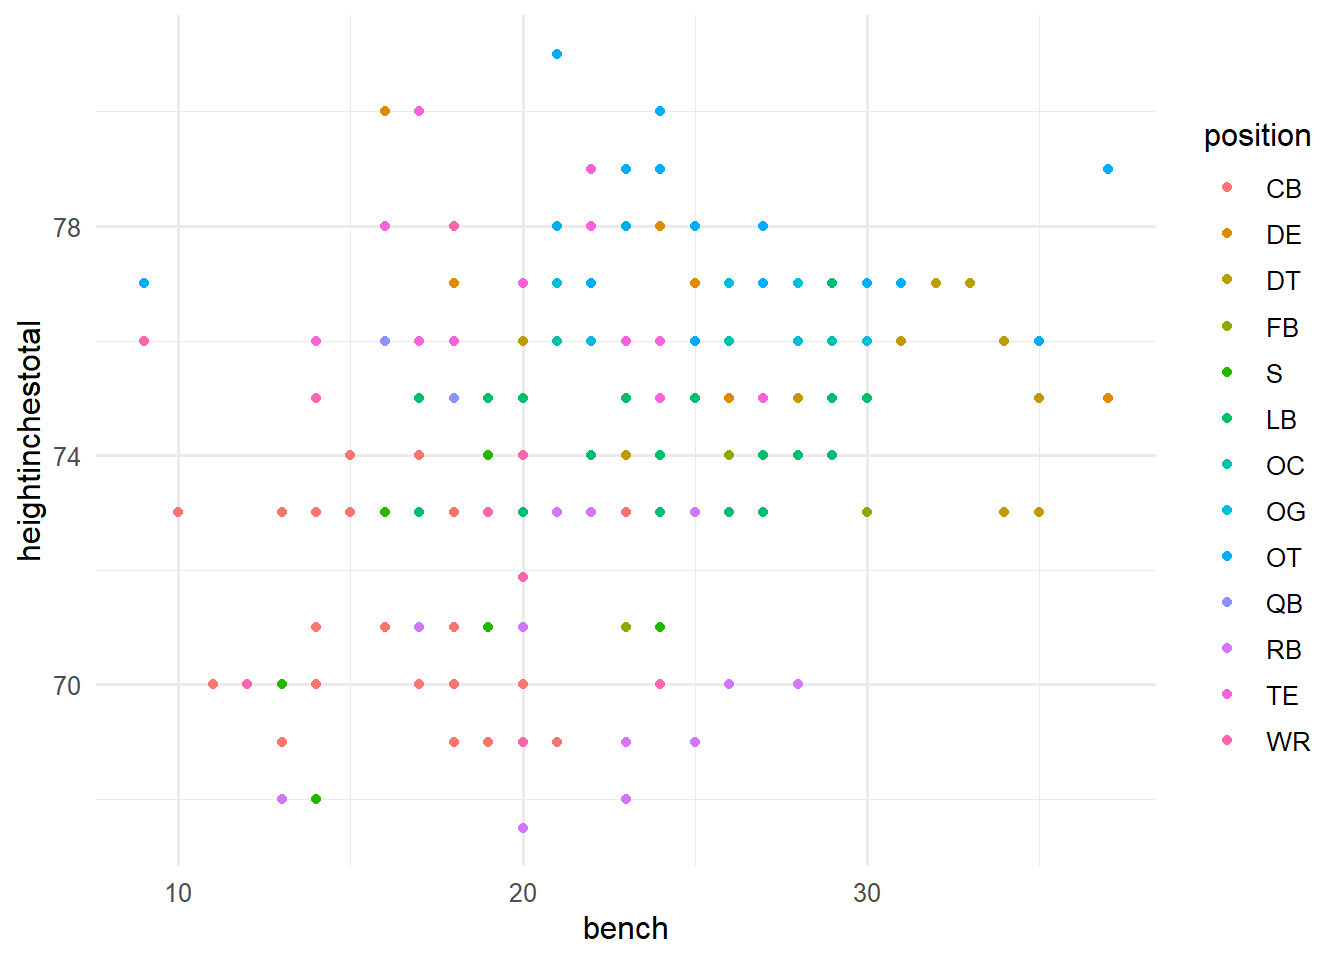 78
74
70
heightinchestotal
10 20 30
bench
position
CB
DE
DT
FB
S
LB
OC
OG
OT
QB
RB
TE
WR